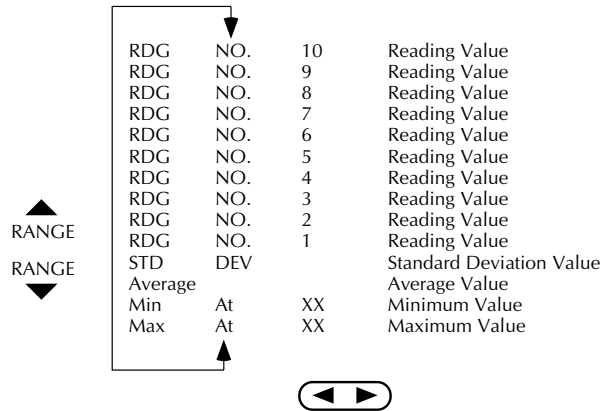 RDG NO. 10 Reading Value
RDG NO. 9 Reading Value
RDG NO. 8 Reading Value
RDG NO. 7 Reading Value
RDG NO. 6 Reading Value
RDG NO. 5 Reading Value
RDG NO. 4 Reading Value
RDG NO. 3 Reading Value
RDG NO. 2 Reading Value
RDG NO. 1 Reading Value
STD DEV Standard Deviation Value
Average Average Value
Min At XX Minimum Value
Max At XX Maximum Value
RANGE
RANGE